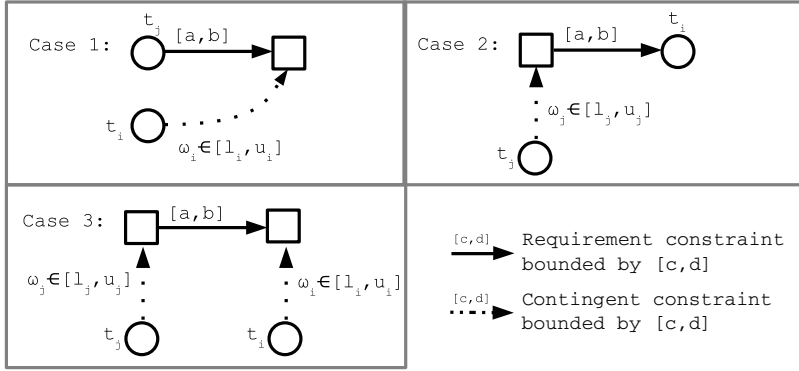 Case 1:
t_j
[a,b]
t_i
ω_i∈[l_i,u_i]
Case 2:
[a,b]
t_i
ω_j∈[l_j,u_j]
t_j
Case 3:
[a,b]
ω_j∈[l_j,u_j]
ω_i∈[l_i,u_i]
t_j
t_i
[c,d]
Requirement constraint
bounded by [c,d]
[c,d]
Contingent constraint
bounded by [c,d]